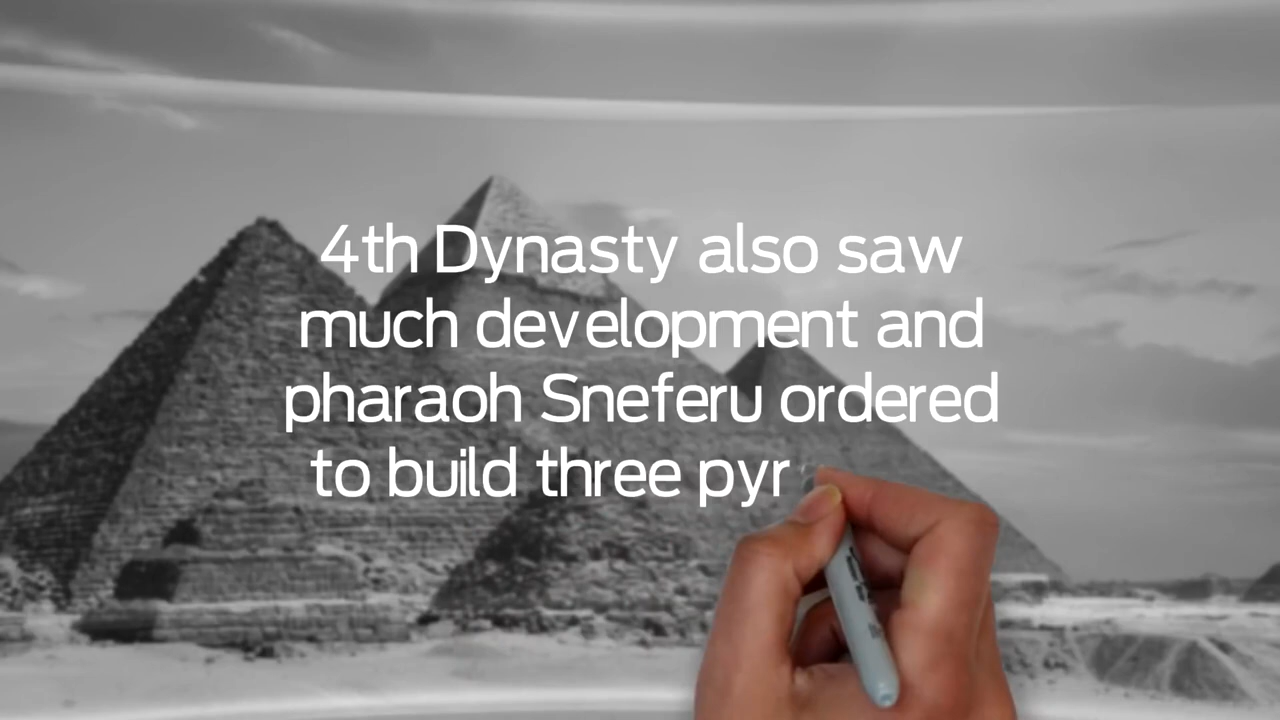 4th Dynasty also saw
much development and
pharaoh Sneferu ordered
to build three pyr